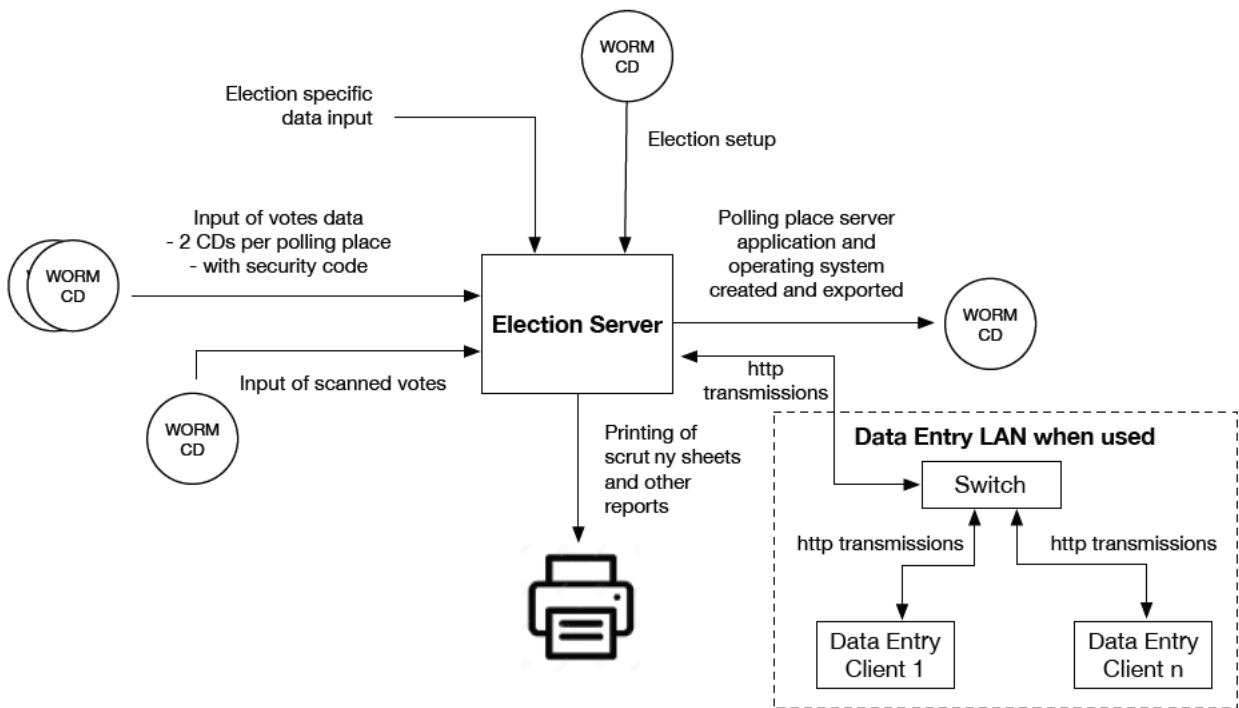 WORM
CD
Election specific
data input
Election setup
Input of votes data
- 2 CDs per polling place
- with security code
Polling place server
application and
operating system
created and exported
WORM
CD
Election Server
WORM
CD
Input of scanned votes
WORM
CD
http
transmissions
Printing of
scrut ny sheets
and other
reports
Data Entry LAN when used
Switch
http transmissions
http transmissions
Data Entry
Client 1
Data Entry
Client n